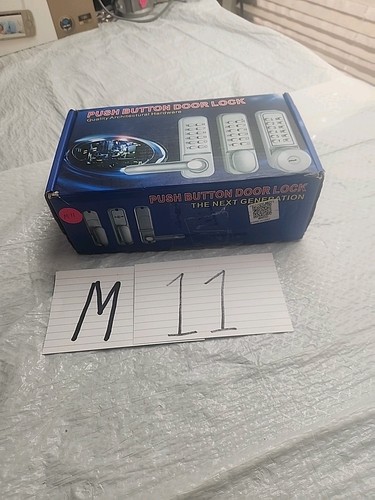 PUSH BUTTON DOOR LOCK
Quality Architectural Hardware
PUSH BUTTON DOOR LOCK
THE NEXT GENERATION
M 11